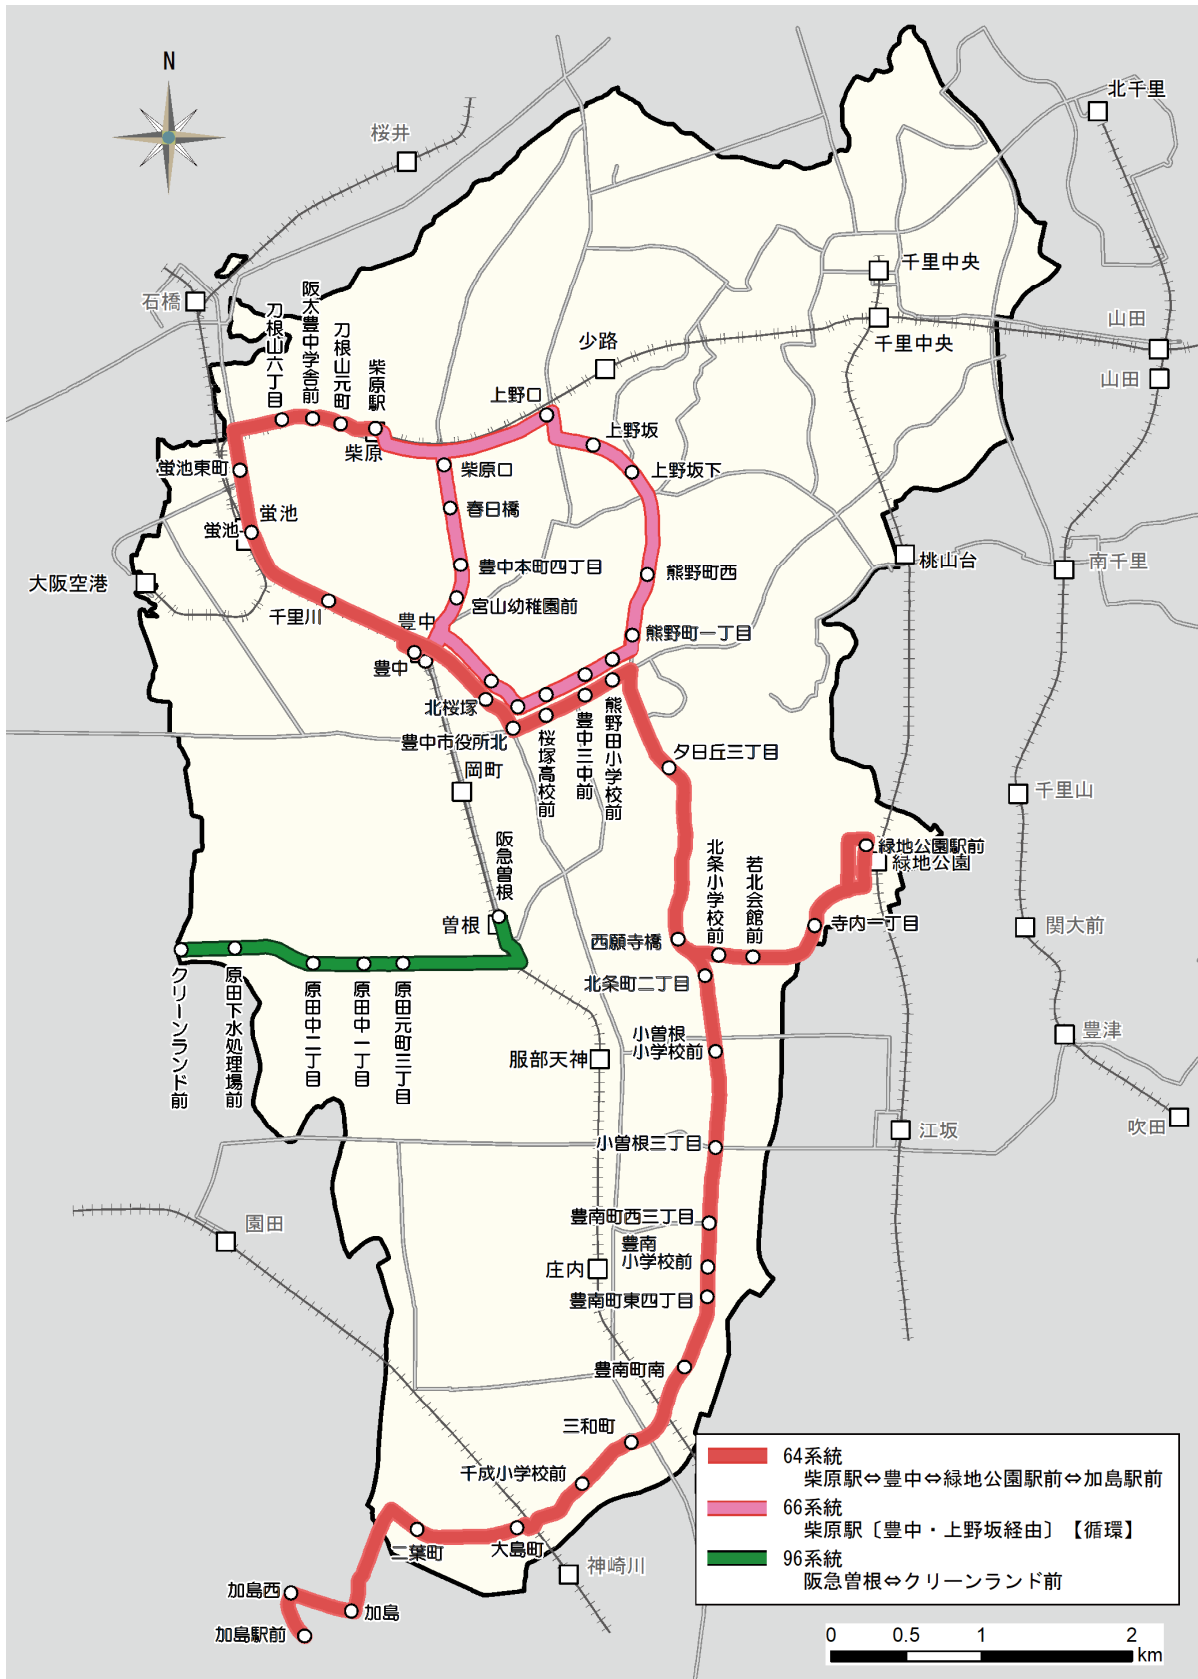 N
北千里
桜井
千里中央
石橋
刀根山六丁目
阪大豊中学舎前
刀根山元町
柴原駅
少路
千里中央
山田
山田
上野口
上野坂
柴原
蛍池東町
柴原口
上野坂下
春日橋
蛍池
蛍池
大阪空港
豊中本町四丁目
熊野町西
桃山台
南千里
千里川
宮山幼稚園前
豊中
熊野町一丁目
豊中
北桜塚
豊中市役所北
桜塚高校前
豊中三中前
熊野田小学校前
夕日丘三丁目
岡町
千里山
阪急曽根
北条小学校前
若北会館前
緑地公園駅前
緑地公園
曽根
西願寺橋
寺内一丁目
関大前
クリーンランド前
原田下水処理場前
原田中二丁目
原田中一丁目
原田元町三丁目
北条町二丁目
小曽根
小学校前
服部天神
豊津
小曽根三丁目
江坂
吹田
豊南町西三丁目
園田
豊南
小学校前
庄内
豊南町東四丁目
豊南町南
三和町
千成小学校前
二葉町
大島町
神崎川
加島西
加島
加島駅前
64系統
柴原駅⇔豊中⇔緑地公園駅前⇔加島駅前
66系統
柴原駅〔豊中・上野坂経由〕【循環】
96系統
阪急曽根⇔クリーンランド前
0 0.5 1 2
km